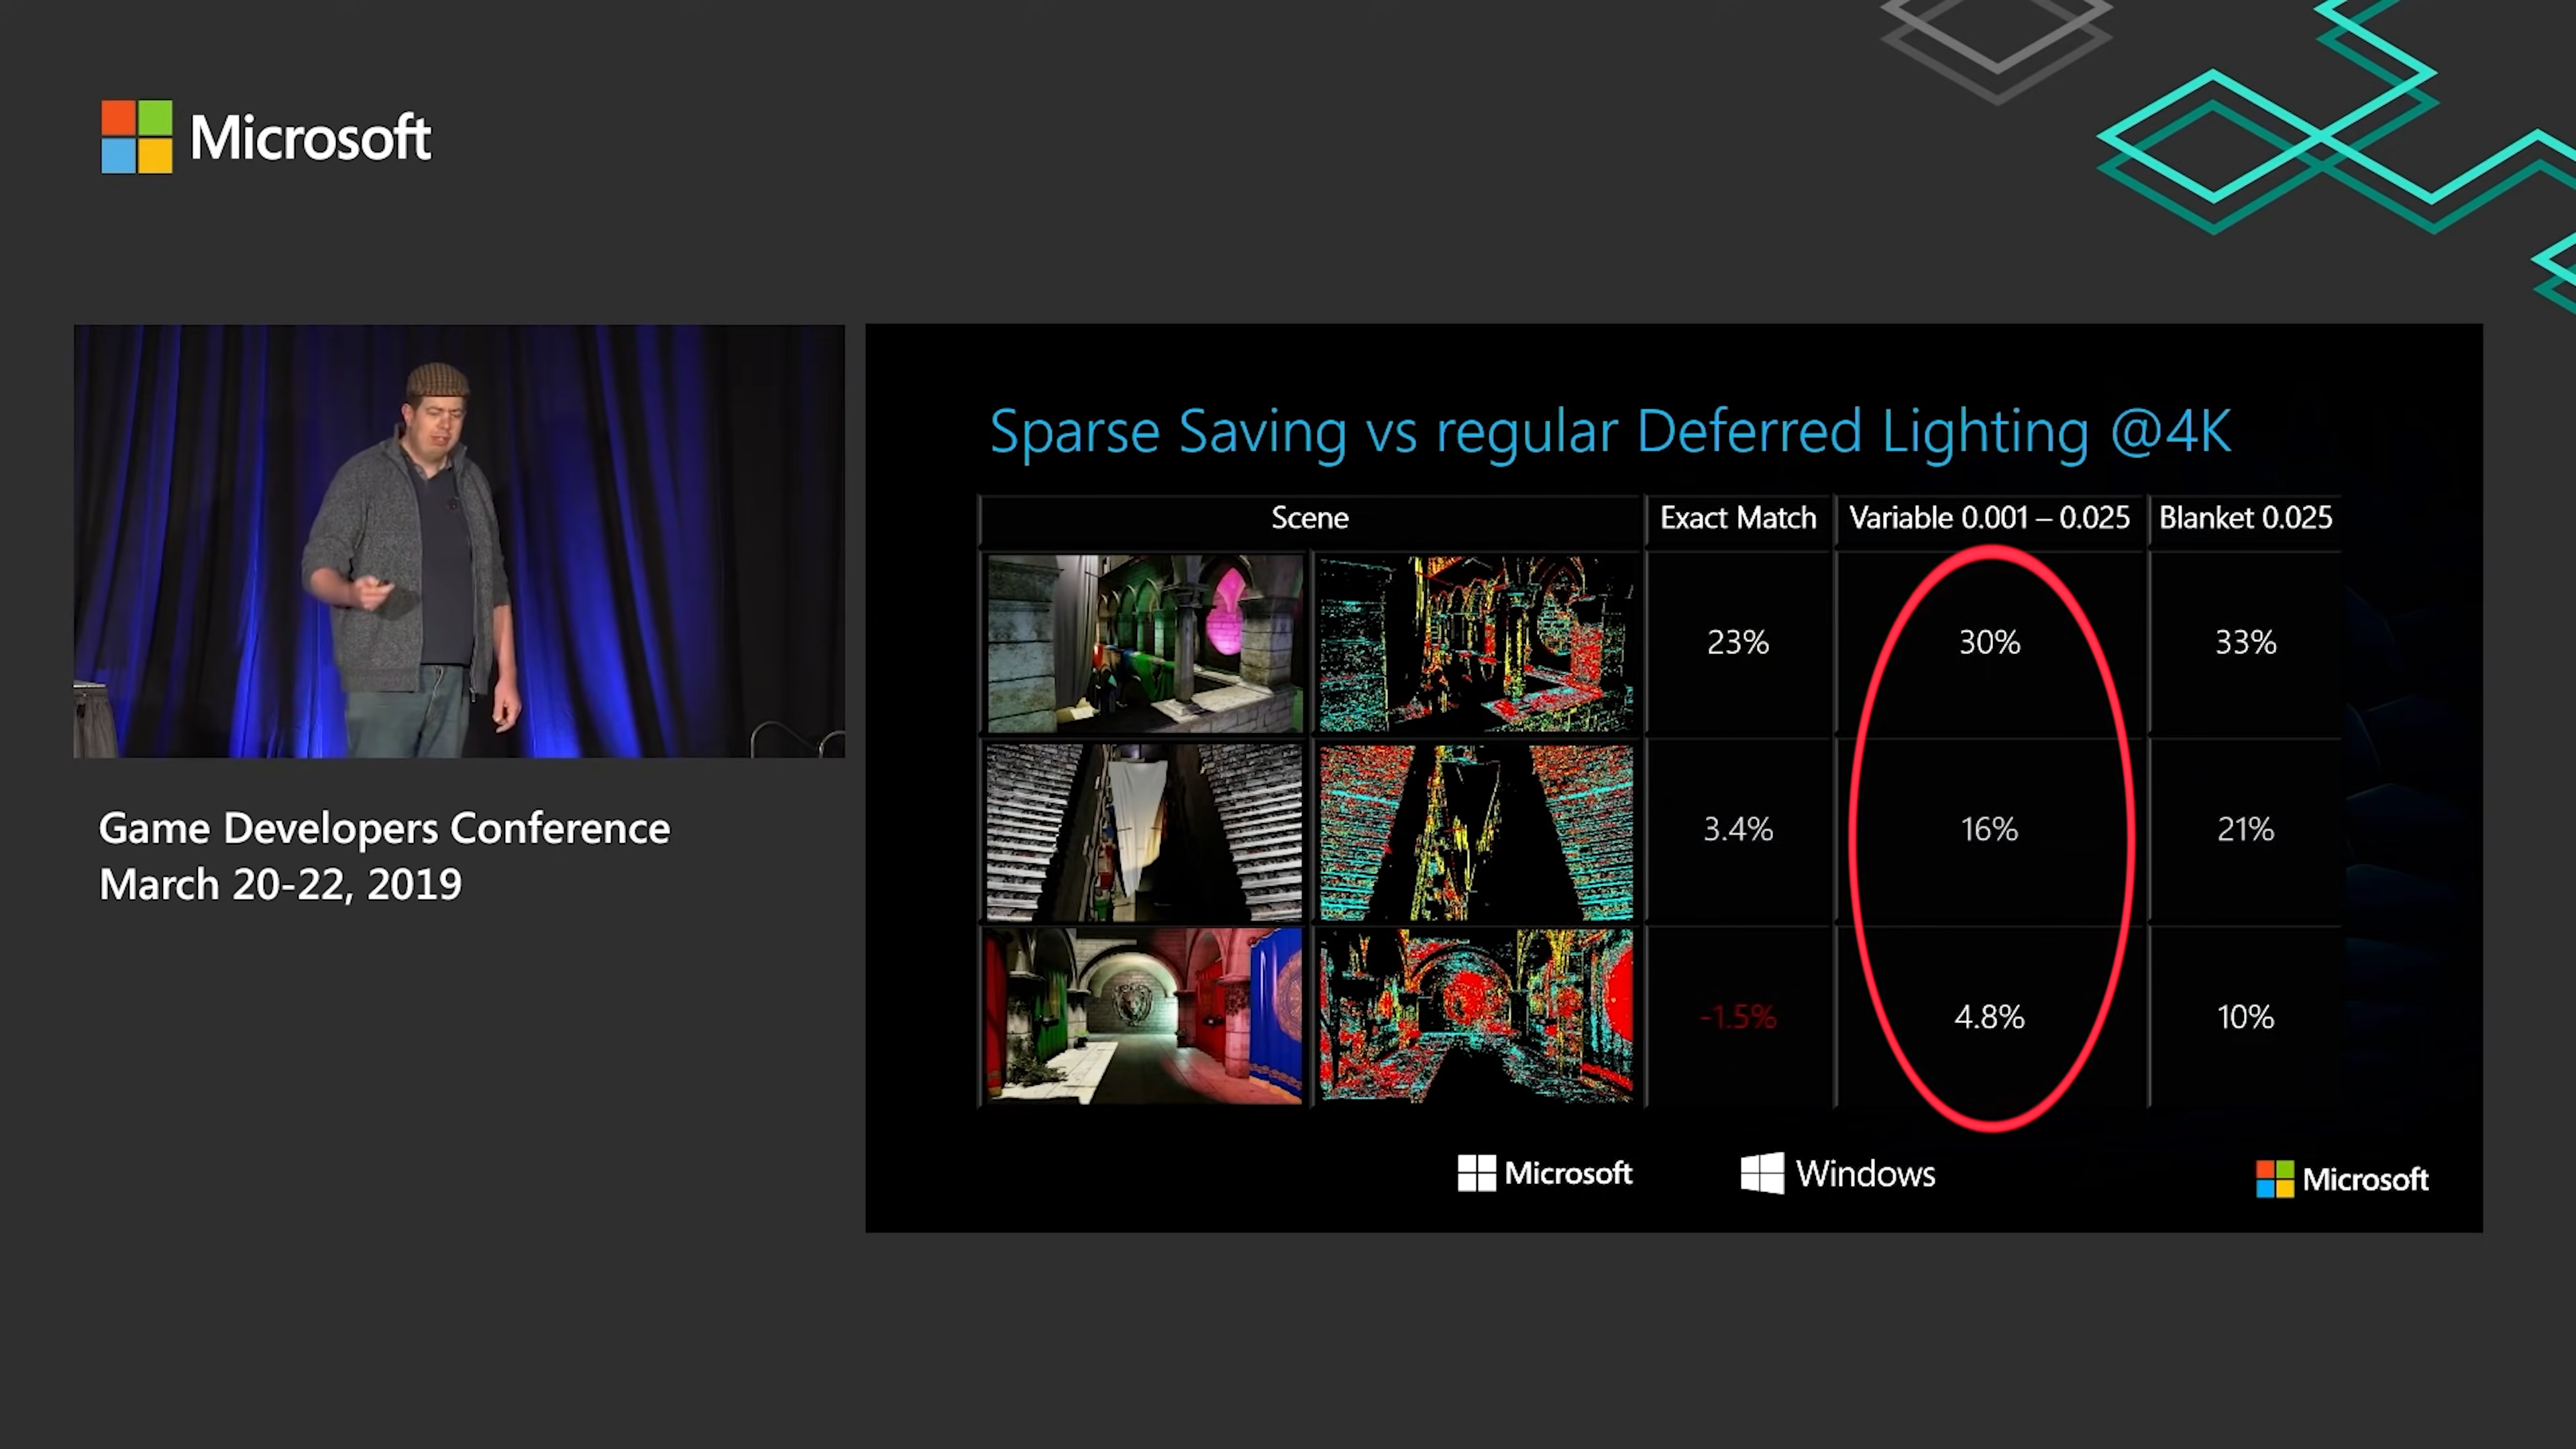 Microsoft
Game Developers Conference
March 20-22, 2019
Sparse Saving vs regular Deferred Lighting @4K
Scene Exact Match Variable 0.001 – 0.025 Blanket 0.025
23% 30% 33%
3.4% 16% 21%
-1.5% 4.8% 10%
Microsoft Windows Microsoft